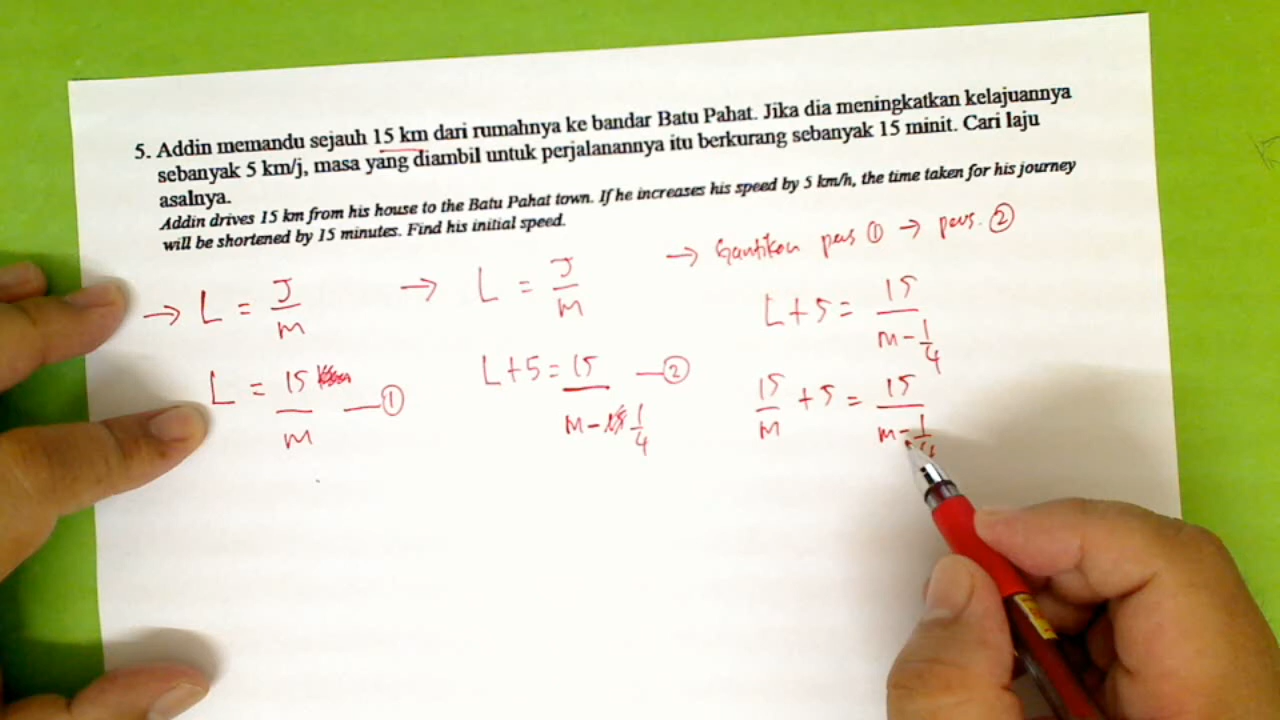 5. Addin memandu sejauh 15 km dari rumahnya ke bandar Batu Pahat. Jika dia meningkatkan kelajuannya
sebanyak 5 km/j, masa yang diambil untuk perjalanannya itu berkurang sebanyak 15 minit. Cari laju
asalnya.
Addin drives 15 km from his house to the Batu Pahat town. If he increases his speed by 5 km/h, the time taken for his journey
will be shortened by 15 minutes. Find his initial speed.
→ L = J/m
L = 15/m — ①
→ L = J/m
L + 5 = 15/(m - 1/4) — ②
→ Gantikan pers ① → pers. ②
L + 5 = 15/(m - 1/4)
15/m + 5 = 15/(m - 1/4)